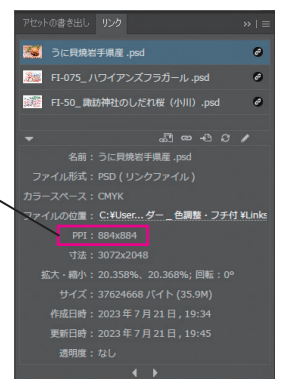 アセットの書き出し リンク
うに貝焼岩手県産 .psd
FI-075_ハワイアンズフラガール .psd
FI-50_ 諏訪神社のしだれ桜（小川）.psd
名前 : うに貝焼岩手県産 .psd
ファイル形式 : PSD ( リンクファイル )
カラースペース : CMYK
ファイルの位置 : C:¥User... ダー _ 色調整・フチ付 ¥Links
PPI : 884x884
寸法 : 3072x2048
拡大・縮小 : 20.358%、20.368%; 回転 : 0°
サイズ : 37624668 バイト (35.9M)
作成日時 : 2023 年 7 月 21 日 , 19:34
更新日時 : 2023 年 7 月 21 日 , 19:45
透明度 : なし